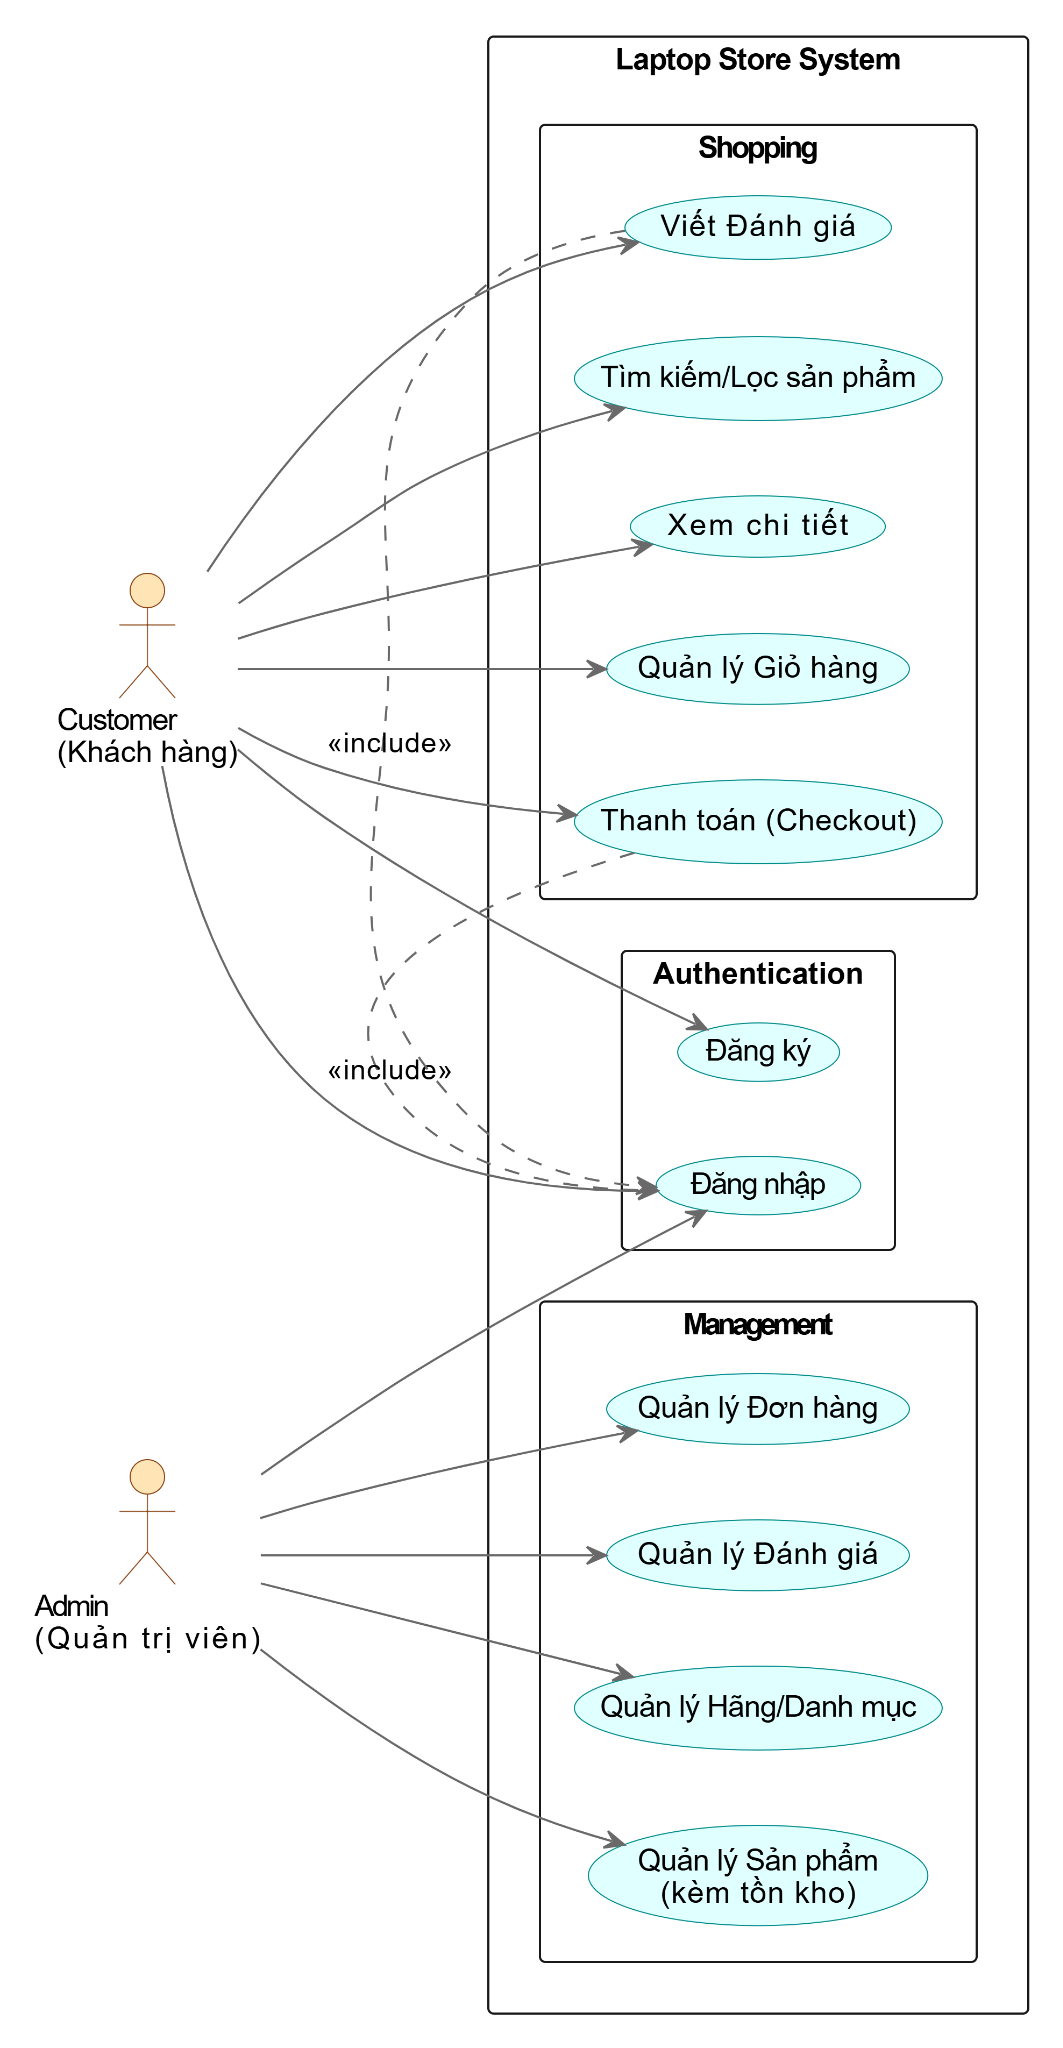 Laptop Store System
Shopping
Viết Đánh giá
Tìm kiếm/Lọc sản phẩm
Xem chi tiết
Quản lý Giỏ hàng
Customer
(Khách hàng)
«include»
Thanh toán (Checkout)
Authentication
Đăng ký
«include»
Đăng nhập
Management
Quản lý Đơn hàng
Quản lý Đánh giá
Admin
(Quản trị viên)
Quản lý Hãng/Danh mục
Quản lý Sản phẩm
(kèm tồn kho)